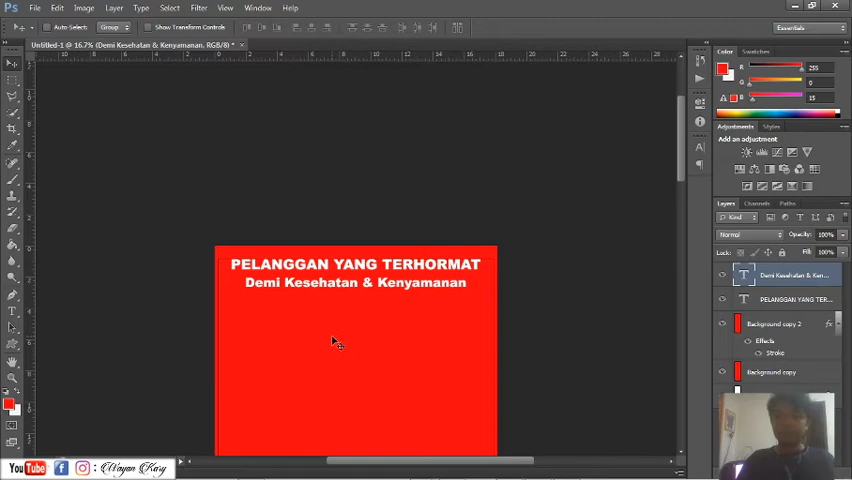 File Edit Image Layer Type Select Filter View Window Help
Auto-Select: Group Show Transform Controls
Essentials
Untitled-1 @ 16.7% (Demi Kesehatan & Kenyamanan, RGB/8) *
Color Swatches
R 255
G 0
B 15
Adjustments Styles
Add an adjustment
Layers Channels Paths
Kind
Normal Opacity: 100%
Lock: Fill: 100%
Demi Kesehatan & Ken...
PELANGGAN YANG TER...
Background copy 2 fx
Effects
Stroke
Background copy
PELANGGAN YANG TERHORMAT
Demi Kesehatan & Kenyamanan
YouTube : Wayan Kary